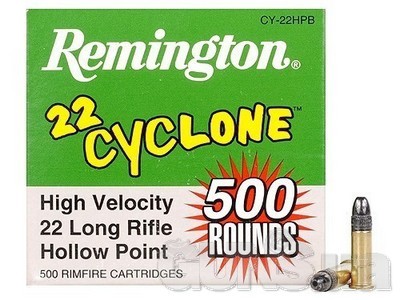 CY-22HPB
Remington®
22 CYCLONE™
High Velocity
22 Long Rifle
Hollow Point
500
ROUNDS
500 RIMFIRE CARTRIDGES